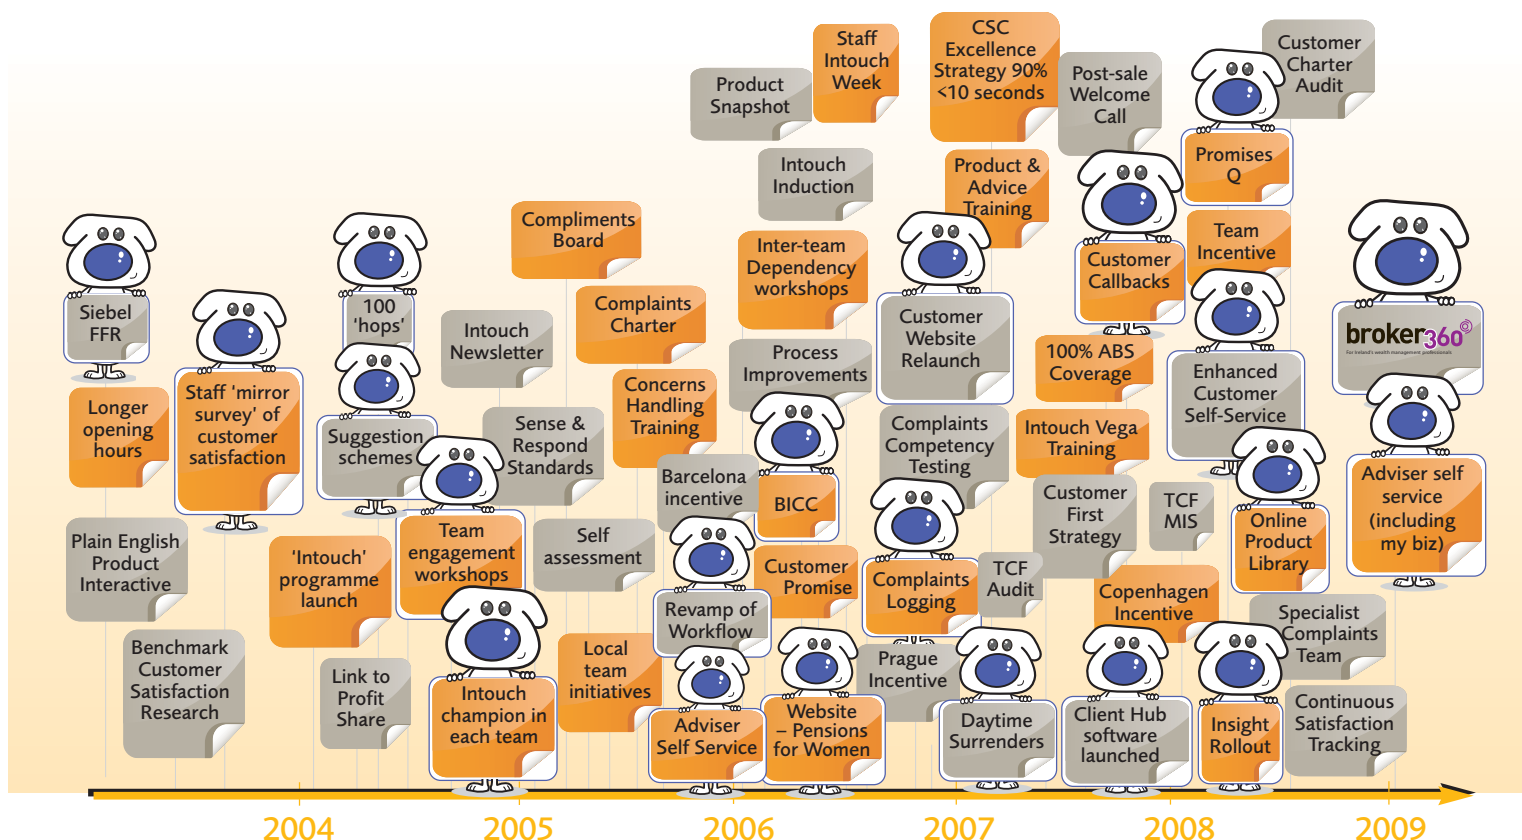 Siebel
FFR
Longer
opening
hours
Plain English
Product
Interactive
Benchmark
Customer
Satisfaction
Research
Staff 'mirror
survey' of
customer
satisfaction
'Intouch'
programme
launch
100
'hops'
Suggestion
schemes
Link to
Profit
Share
Intouch
Newsletter
Team
engagement
workshops
Intouch
champion in
each team
Compliments
Board
Complaints
Charter
Sense &
Respond
Standards
Self
assessment
Concerns
Handling
Training
Local
team
initiatives
Barcelona
incentive
Revamp of
Workflow
Adviser
Self Service
Product
Snapshot
Staff
Intouch
Week
Intouch
Induction
Inter-team
Dependency
workshops
Process
Improvements
BICC
Customer
Promise
Website
– Pensions
for Women
CSC
Excellence
Strategy 90%
<10 seconds
Product &
Advice
Training
Customer
Website
Relaunch
Complaints
Competency
Testing
Complaints
Logging
Prague
Incentive
Daytime
Surrenders
TCF
Audit
Post-sale
Welcome
Call
Customer
Callbacks
100% ABS
Coverage
Intouch Vega
Training
Customer
First
Strategy
TCF
MIS
Copenhagen
Incentive
Client Hub
software
launched
Customer
Charter
Audit
Promises
Q
Team
Incentive
Enhanced
Customer
Self-Service
Online
Product
Library
Insight
Rollout
Specialist
Complaints
Team
Continuous
Satisfaction
Tracking
broker360°
For Ireland's wealth management professionals
Adviser self
service
(including
my biz)
2004
2005
2006
2007
2008
2009